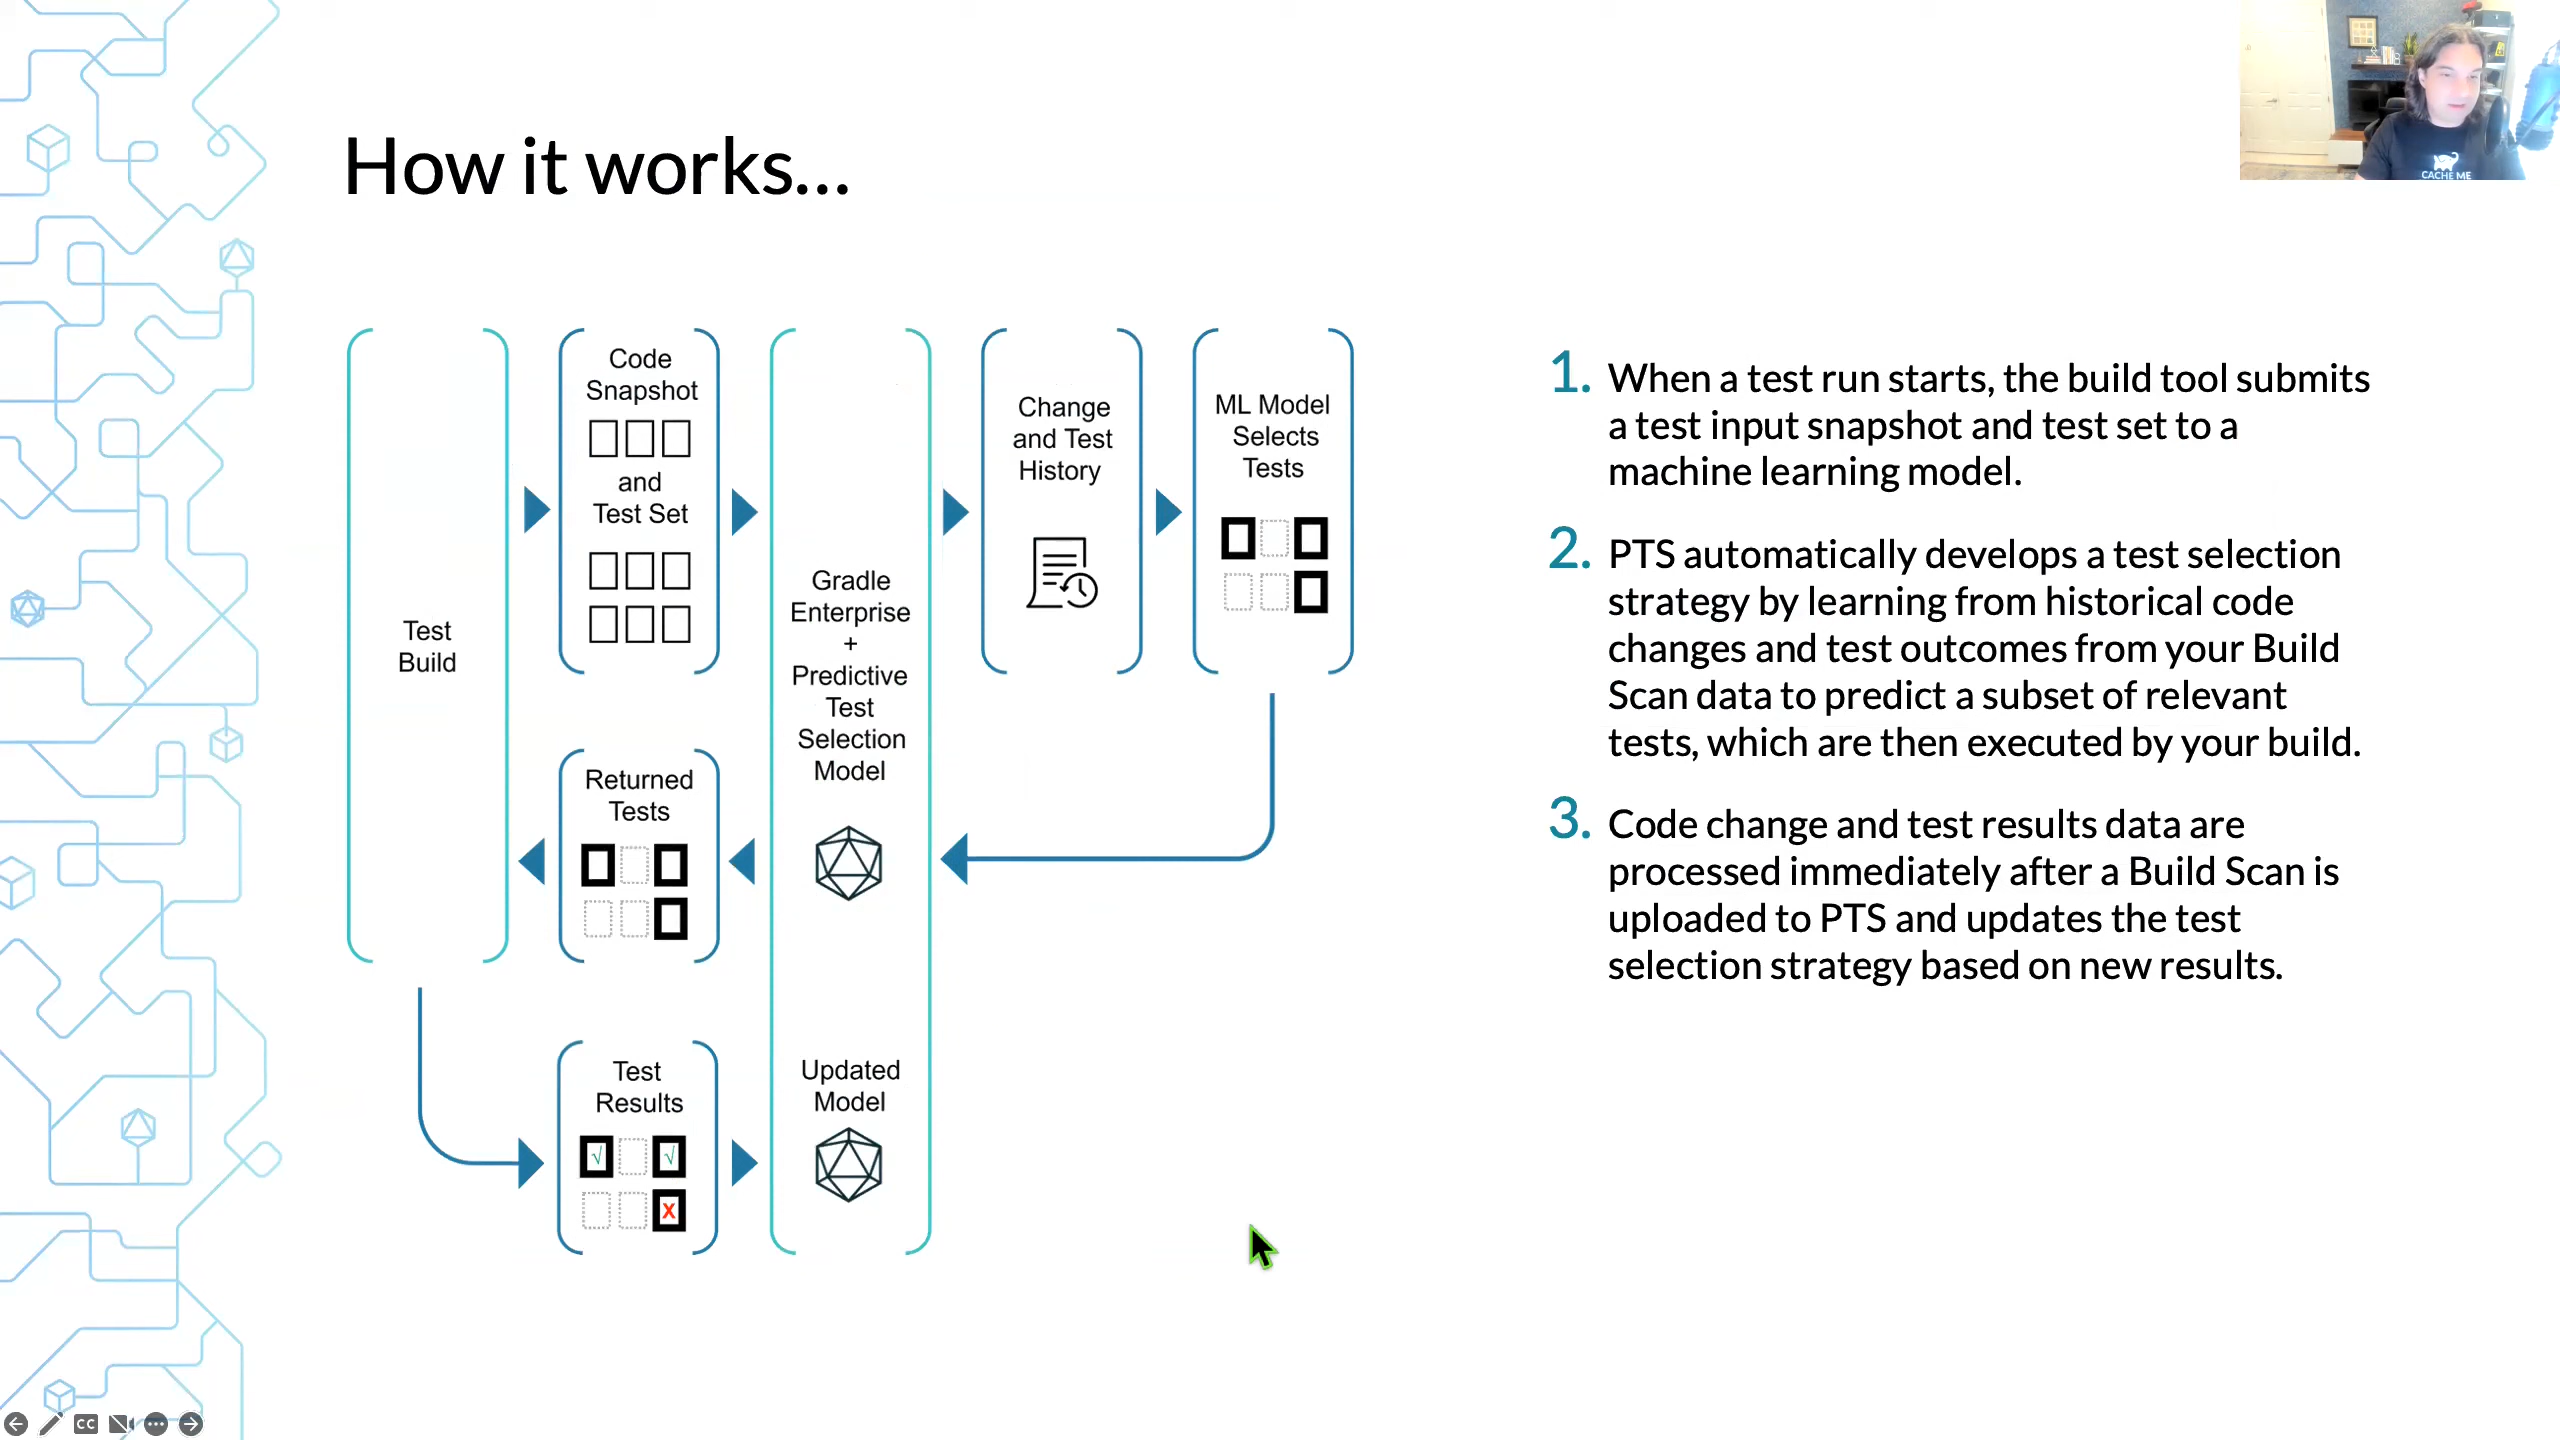 How it works...
Test
Build
Code
Snapshot
and
Test Set
Gradle
Enterprise
+
Predictive
Test
Selection
Model
Change
and Test
History
ML Model
Selects
Tests
Returned
Tests
Test
Results
√ √
X
Updated
Model
1. When a test run starts, the build tool submits
a test input snapshot and test set to a
machine learning model.
2. PTS automatically develops a test selection
strategy by learning from historical code
changes and test outcomes from your Build
Scan data to predict a subset of relevant
tests, which are then executed by your build.
3. Code change and test results data are
processed immediately after a Build Scan is
uploaded to PTS and updates the test
selection strategy based on new results.
CACHE ME
CC